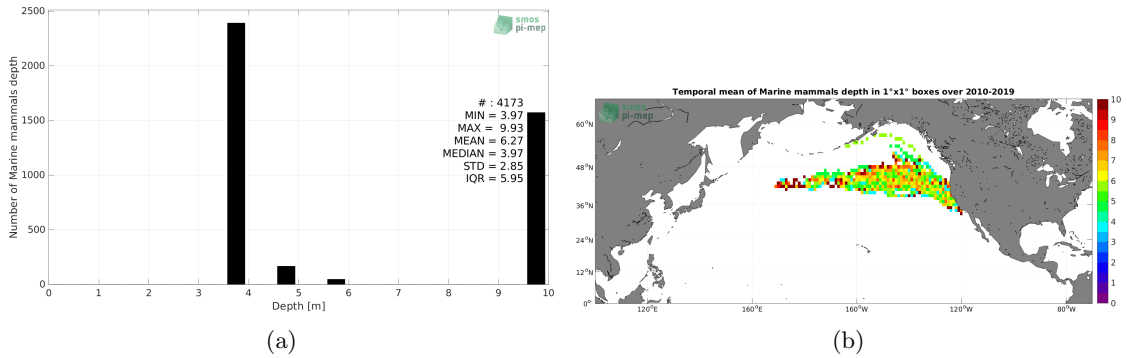 2500
2000
1500
1000
500
0
Number of Marine mammals depth
smos
pi-mep
# : 4173
MIN = 3.97
MAX = 9.93
MEAN = 6.27
MEDIAN = 3.97
STD = 2.85
IQR = 5.95
0 1 2 3 4 5 6 7 8 9 10
Depth [m]
(a)
Temporal mean of Marine mammals depth in 1°x1° boxes over 2010-2019
smos
pi-mep
60°N
48°N
36°N
24°N
12°N
0°
120°E 160°E 160°W 120°W 80°W
10
9
8
7
6
5
4
3
2
1
0
(b)